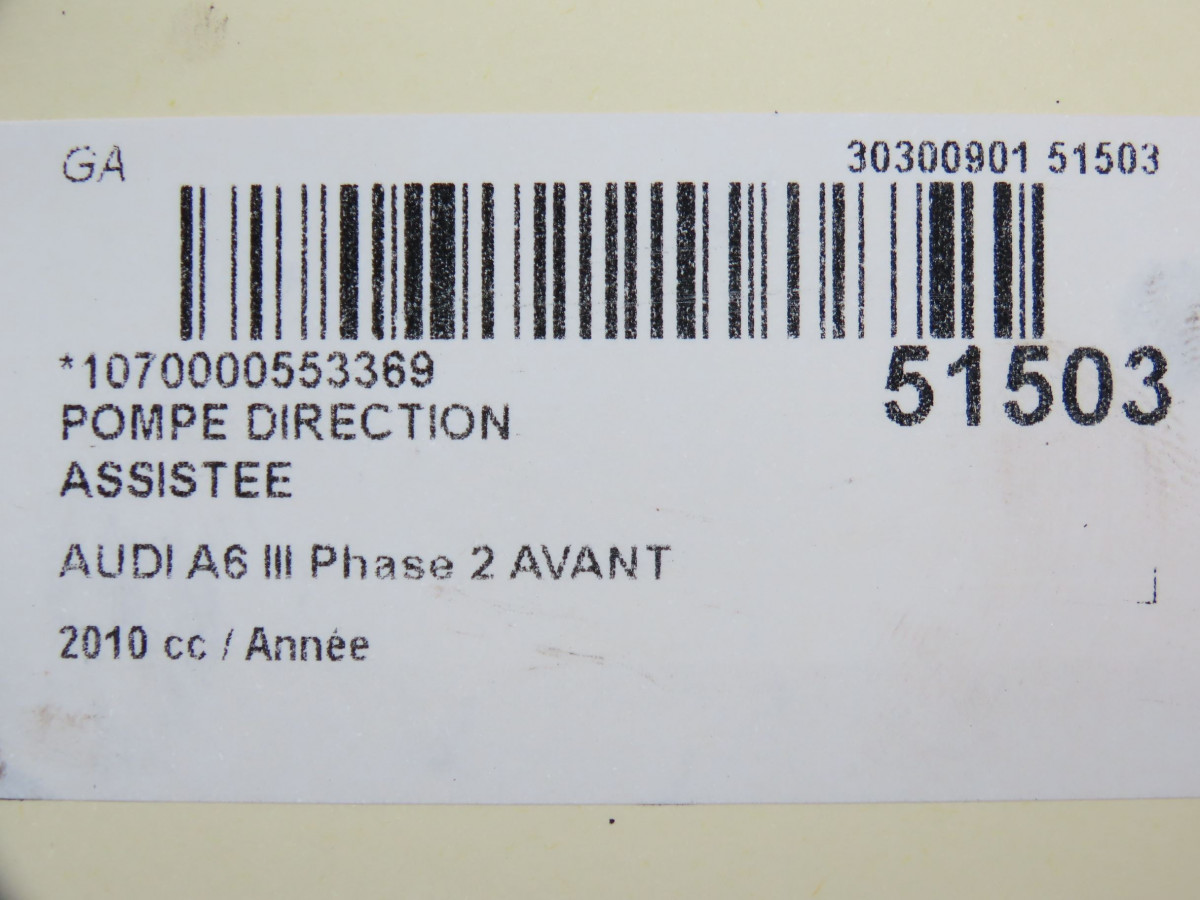 GA
30300901 51503
*1070000553369
51503
POMPE DIRECTION
ASSISTEE
AUDI A6 III Phase 2 AVANT
2010 cc / Année